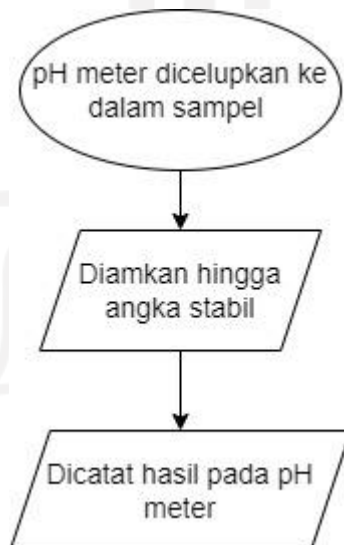 pH meter dicelupkan ke
dalam sampel
Diamkan hingga
angka stabil
Dicatat hasil pada pH
meter